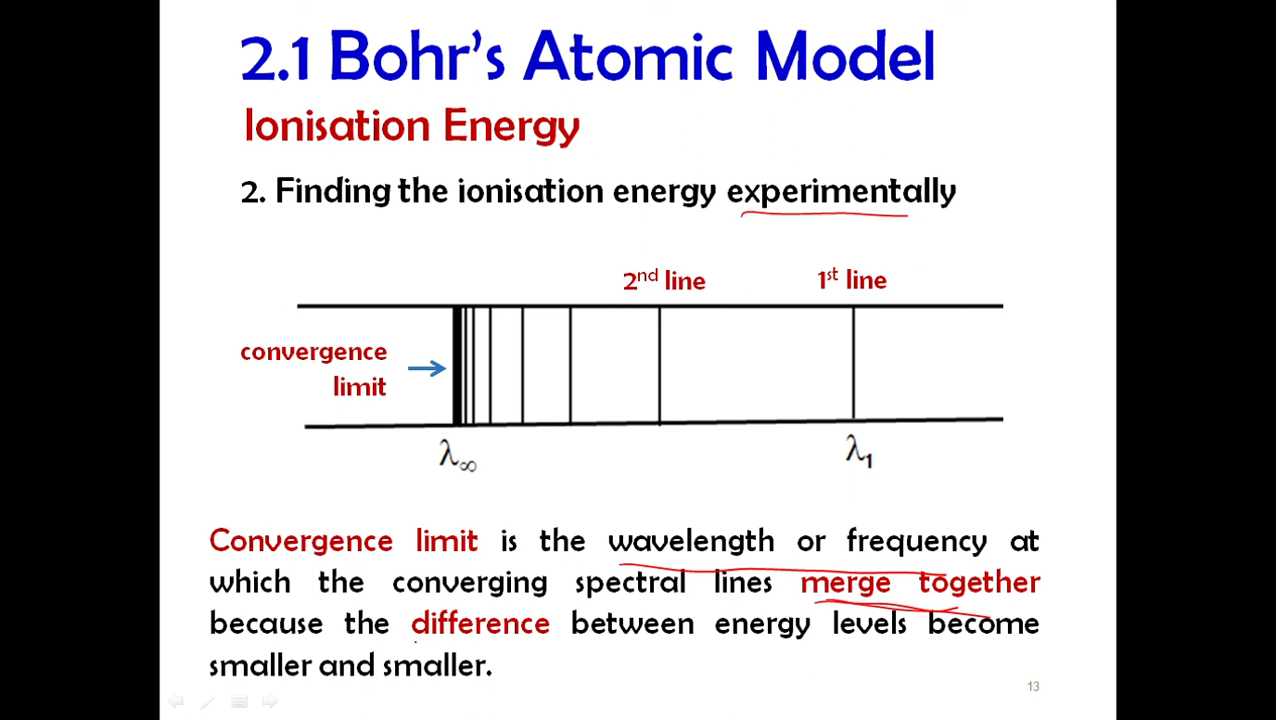 2.1 Bohr's Atomic Model
Ionisation Energy
2. Finding the ionisation energy experimentally
2nd line 1st line
convergence
limit
λ∞ λ1
Convergence limit is the wavelength or frequency at
which the converging spectral lines merge together
because the difference between energy levels become
smaller and smaller.
13